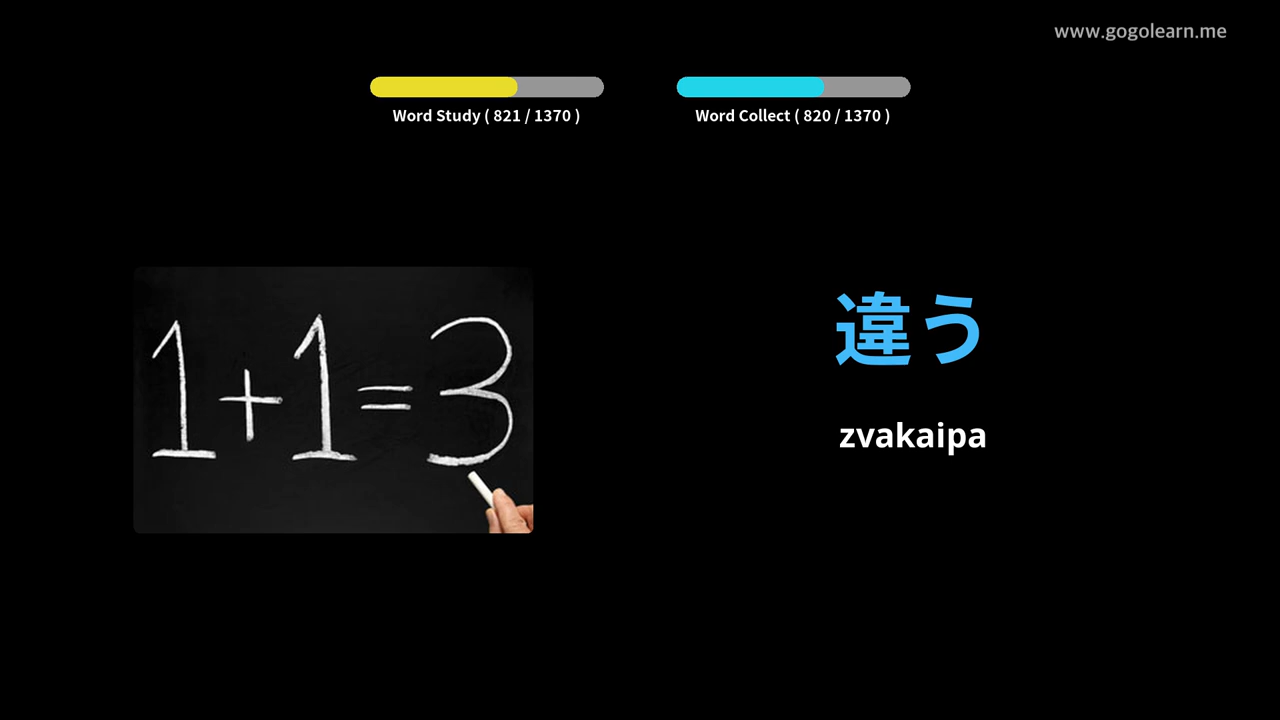 www.gogolearn.me
Word Study ( 821 / 1370 )
Word Collect ( 820 / 1370 )
1+1=3
違う
zvakaipa